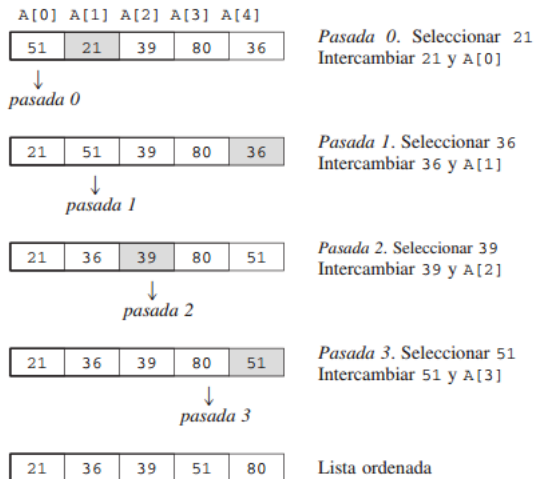 A[0] A[1] A[2] A[3] A[4]
51 21 39 80 36
Pasada 0. Seleccionar 21
Intercambiar 21 y A[0]
pasada 0
21 51 39 80 36
Pasada 1. Seleccionar 36
Intercambiar 36 y A[1]
pasada 1
21 36 39 80 51
Pasada 2. Seleccionar 39
Intercambiar 39 y A[2]
pasada 2
21 36 39 80 51
Pasada 3. Seleccionar 51
Intercambiar 51 y A[3]
pasada 3
21 36 39 51 80
Lista ordenada